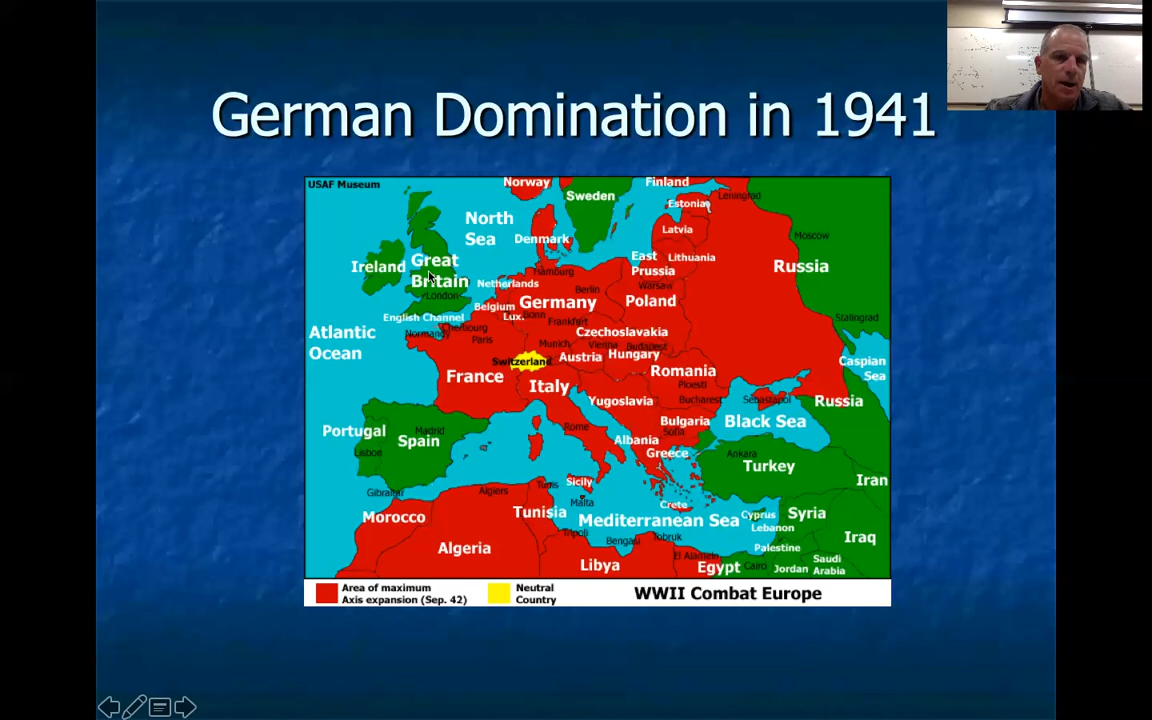 German Domination in 1941
USAF Museum
Norway
Sweden
Finland
Leningrad
Estonia
North
Sea
Latvia
Moscow
Denmark
Ireland
Great
Britain
East
Prussia
Lithuania
Russia
Hamburg
Netherlands
Berlin
Warsaw
London
Belgium
Germany
Poland
English Channel
Lux.
Bonn
Frankfurt
Stalingrad
Atlantic
Ocean
Normandy
Cherbourg
Paris
Czechoslavakia
Munich
Vienna
Budapest
Switzerland
Austria
Hungary
Caspian
Sea
France
Italy
Romania
Ploesti
Yugoslavia
Bucharest
Sebastapol
Russia
Portugal
Spain
Madrid
Lisbon
Rome
Bulgaria
Sofia
Black Sea
Albania
Greece
Ankara
Turkey
Iran
Gibraltar
Algiers
Tunis
Sicily
Malta
Crete
Cyprus
Syria
Morocco
Tunisia
Mediterranean Sea
Lebanon
Tripoli
Bengasi
Tobruk
Iraq
Algeria
Libya
El Alamein
Egypt
Cairo
Palestine
Jordan
Saudi
Arabia
Area of maximum
Axis expansion (Sep. 42)
Neutral
Country
WWII Combat Europe